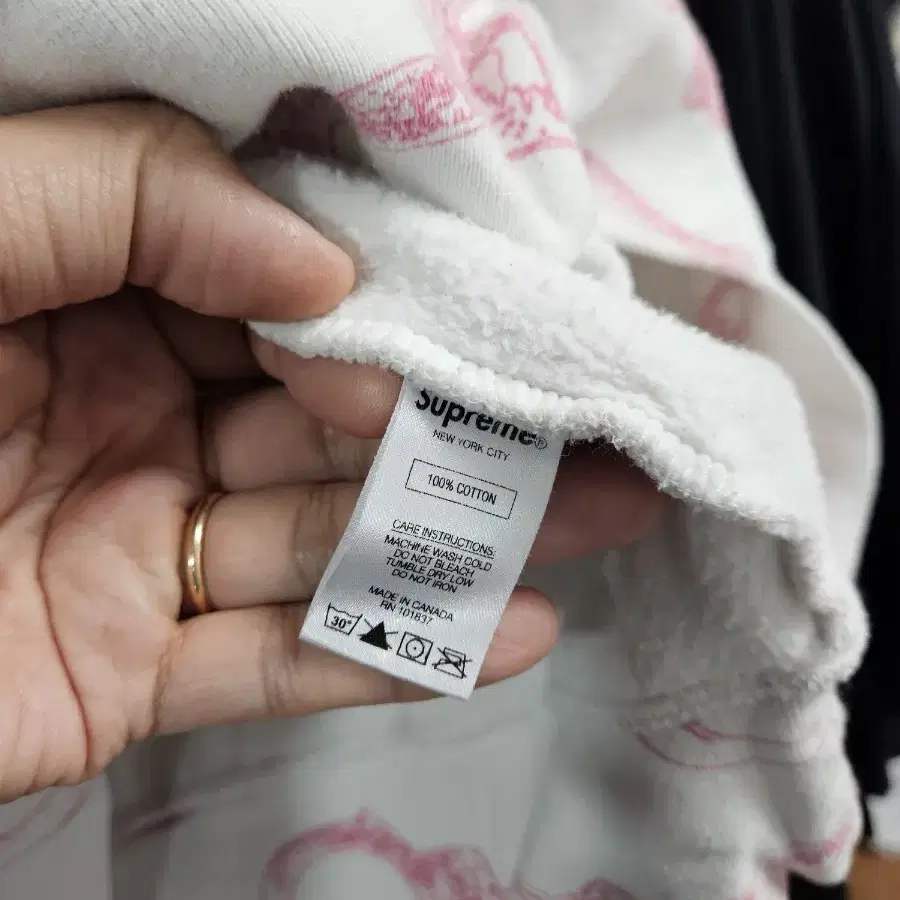 Supreme®
NEW YORK CITY
100% COTTON
CARE INSTRUCTIONS:
MACHINE WASH COLD
DO NOT BLEACH
TUMBLE DRY LOW
DO NOT IRON
MADE IN CANADA
RN 101837
30°